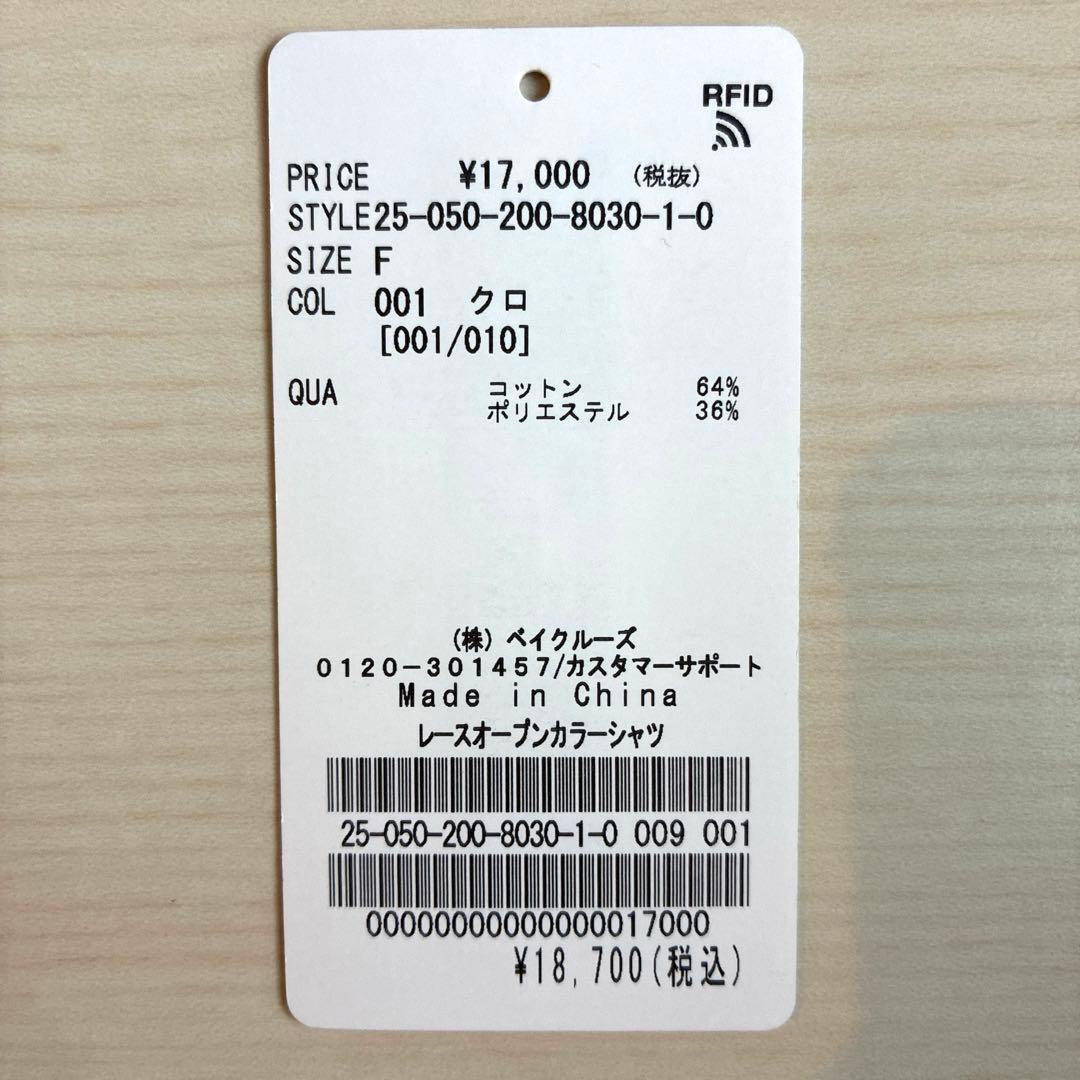 RFID
PRICE ¥17,000 (税抜)
STYLE 25-050-200-8030-1-0
SIZE F
COL 001 クロ
[001/010]
QUA コットン 64%
ポリエステル 36%
(株) ベイクルーズ
0120-301457/カスタマーサポート
Made in China
レースオープンカラーシャツ
25-050-200-8030-1-0 009 001
00000000000000017000
¥18,700(税込)